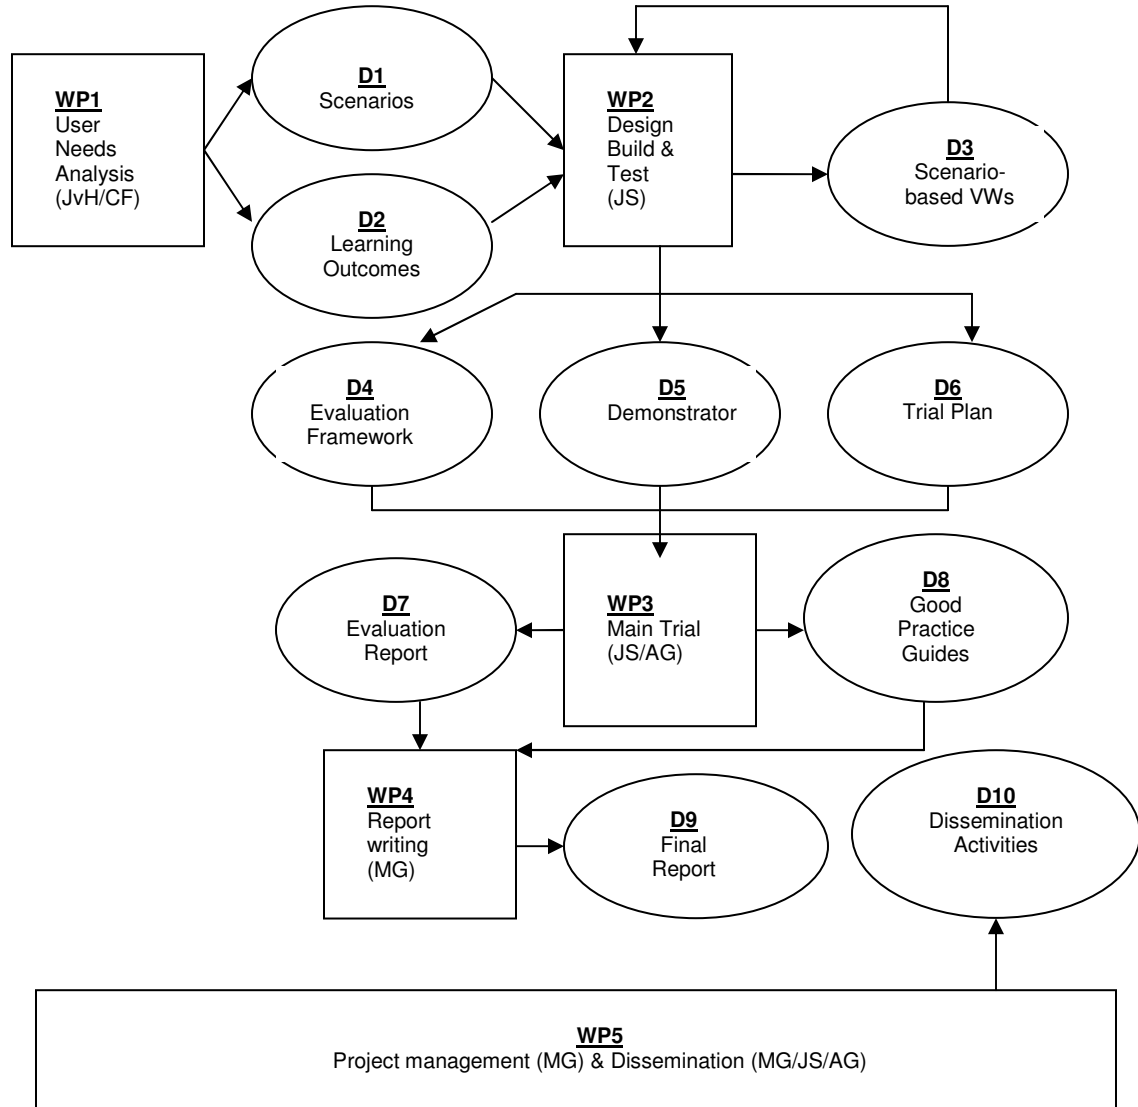 WP1
User
Needs
Analysis
(JvH/CF)
D1
Scenarios
D2
Learning
Outcomes
WP2
Design
Build &
Test
(JS)
D3
Scenario-
based VWs
D4
Evaluation
Framework
D5
Demonstrator
D6
Trial Plan
D7
Evaluation
Report
WP3
Main Trial
(JS/AG)
D8
Good
Practice
Guides
WP4
Report
writing
(MG)
D9
Final
Report
D10
Dissemination
Activities
WP5
Project management (MG) & Dissemination (MG/JS/AG)